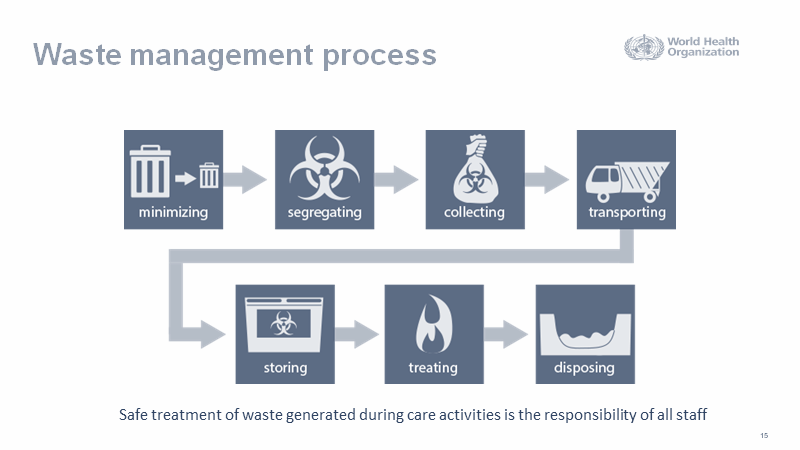 Waste management process
World Health
Organization
minimizing
segregating
collecting
transporting
storing
treating
disposing
Safe treatment of waste generated during care activities is the responsibility of all staff
15